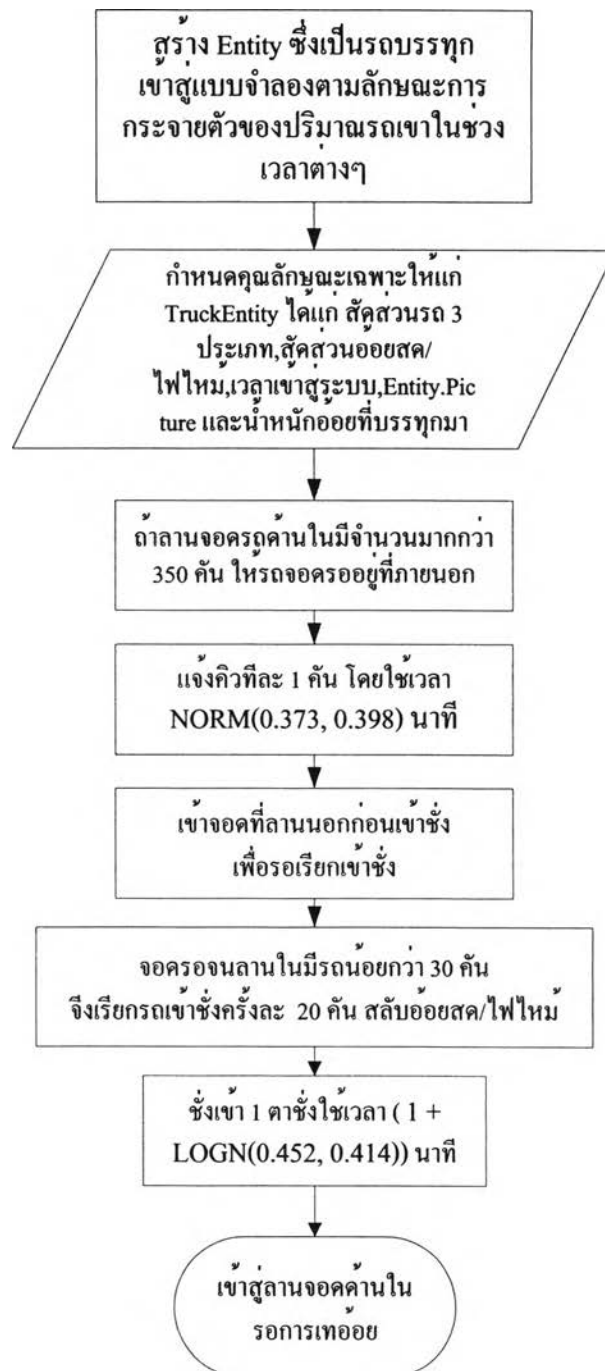 สร้าง Entity ซึ่งเป็นรถบรรทุก
เข้าสู่แบบจำลองตามลักษณะการ
กระจายตัวของปริมาณรถเขาในช่วง
เวลาต่างๆ
กำหนดคุณลักษณะเฉพาะให้แก่
TruckEntity ได้แก่ สัดส่วนรถ 3
ประเภท,สัดส่วนอ้อยสด/
ไฟไหม้,เวลาเข้าสู่ระบบ,Entity.Pic
ture และน้ำหนักอ้อยที่บรรทุกมา
ถ้าลานจอดรถด้านในมีจำนวนมากกว่า
350 คัน ให้รถจอดรออยู่ที่ภายนอก
แจ้งคิวทีละ 1 คัน โดยใช้เวลา
NORM(0.373, 0.398) นาที
เข้าจอดที่ลานนอกก่อนเข้าชั่ง
เพื่อรอเรียกเข้าชั่ง
จอดรอจนลานในมีรถน้อยกว่า 30 คัน
จึงเรียกรถเข้าชั่งครั้งละ 20 คัน สลับอ้อยสด/ไฟไหม้
ชั่งเข้า 1 ตาชั่งใช้เวลา ( 1 +
LOGN(0.452, 0.414)) นาที
เข้าสู่ลานจอดด้านใน
รอการเทอ้อย